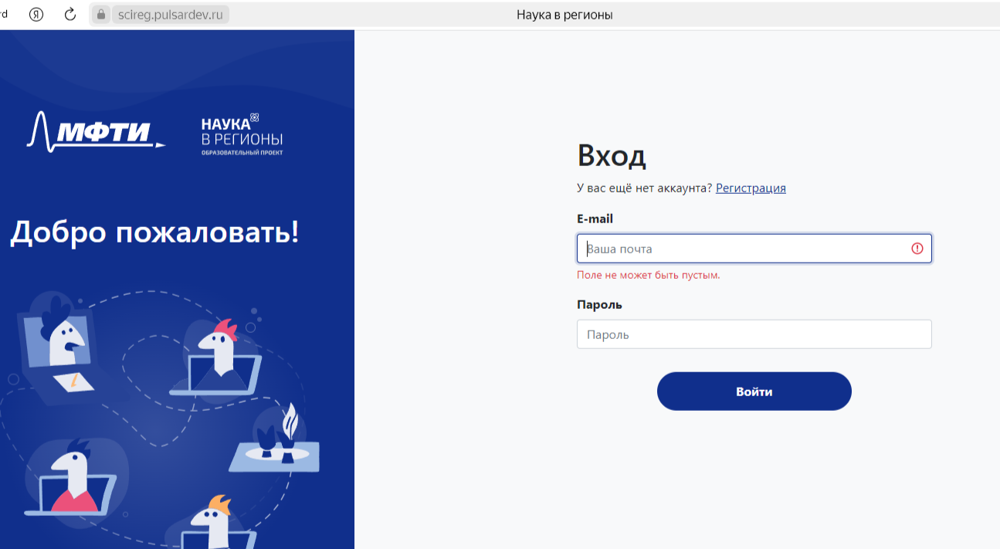 rd
Я
scireg.pulsardev.ru
Наука в регионы
МФТИ
НАУКА
В РЕГИОНЫ
ОБРАЗОВАТЕЛЬНЫЙ ПРОЕКТ
Добро пожаловать!
Вход
У вас ещё нет аккаунта? Регистрация
E-mail
Ваша почта
Поле не может быть пустым.
Пароль
Пароль
Войти